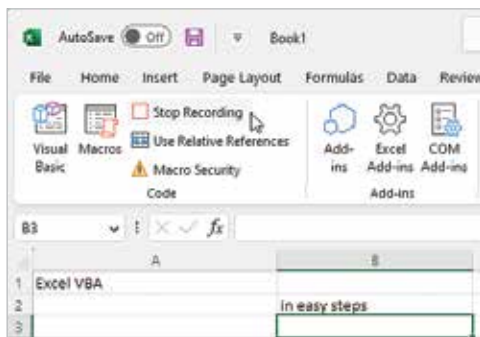 AutoSave Off Book1
File Home Insert Page Layout Formulas Data Review
Visual Basic Macros Stop Recording
Use Relative References
Macro Security
Code
Add-ins Excel Add-ins COM Add-ins
Add-ins
B3 fx
A B
1 Excel VBA
2 in easy steps
3